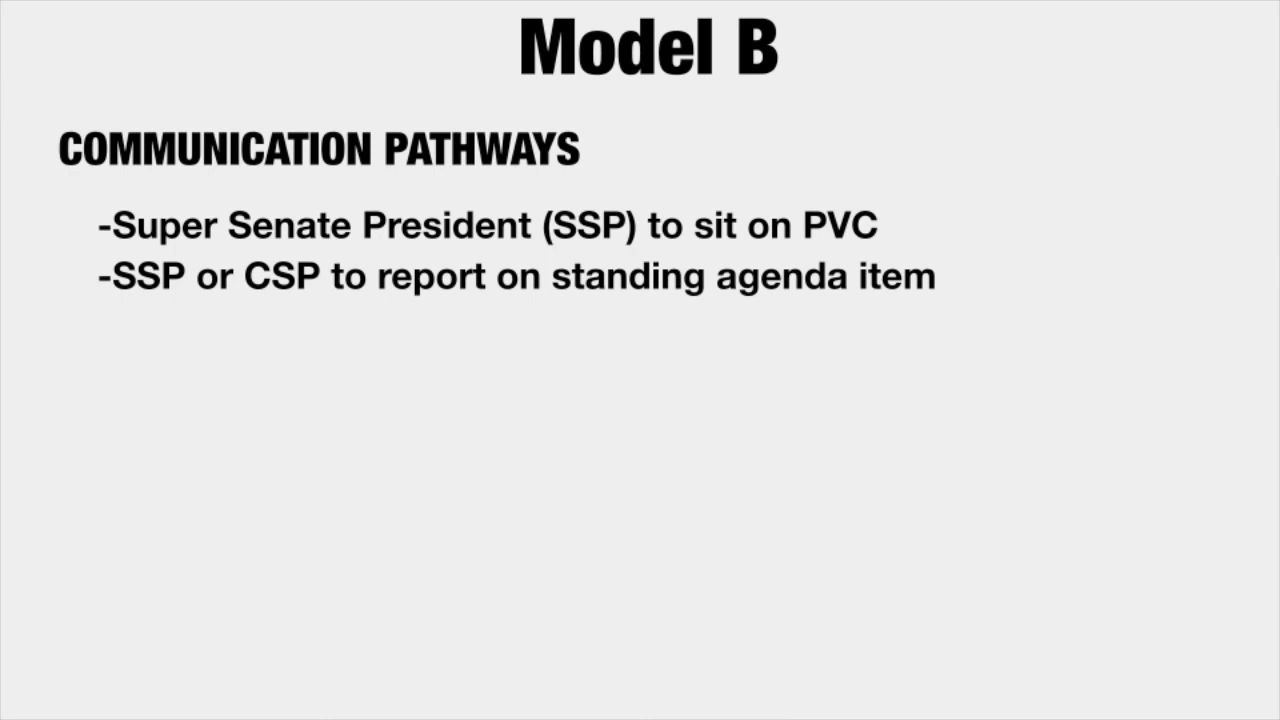 Model B
COMMUNICATION PATHWAYS
-Super Senate President (SSP) to sit on PVC
-SSP or CSP to report on standing agenda item